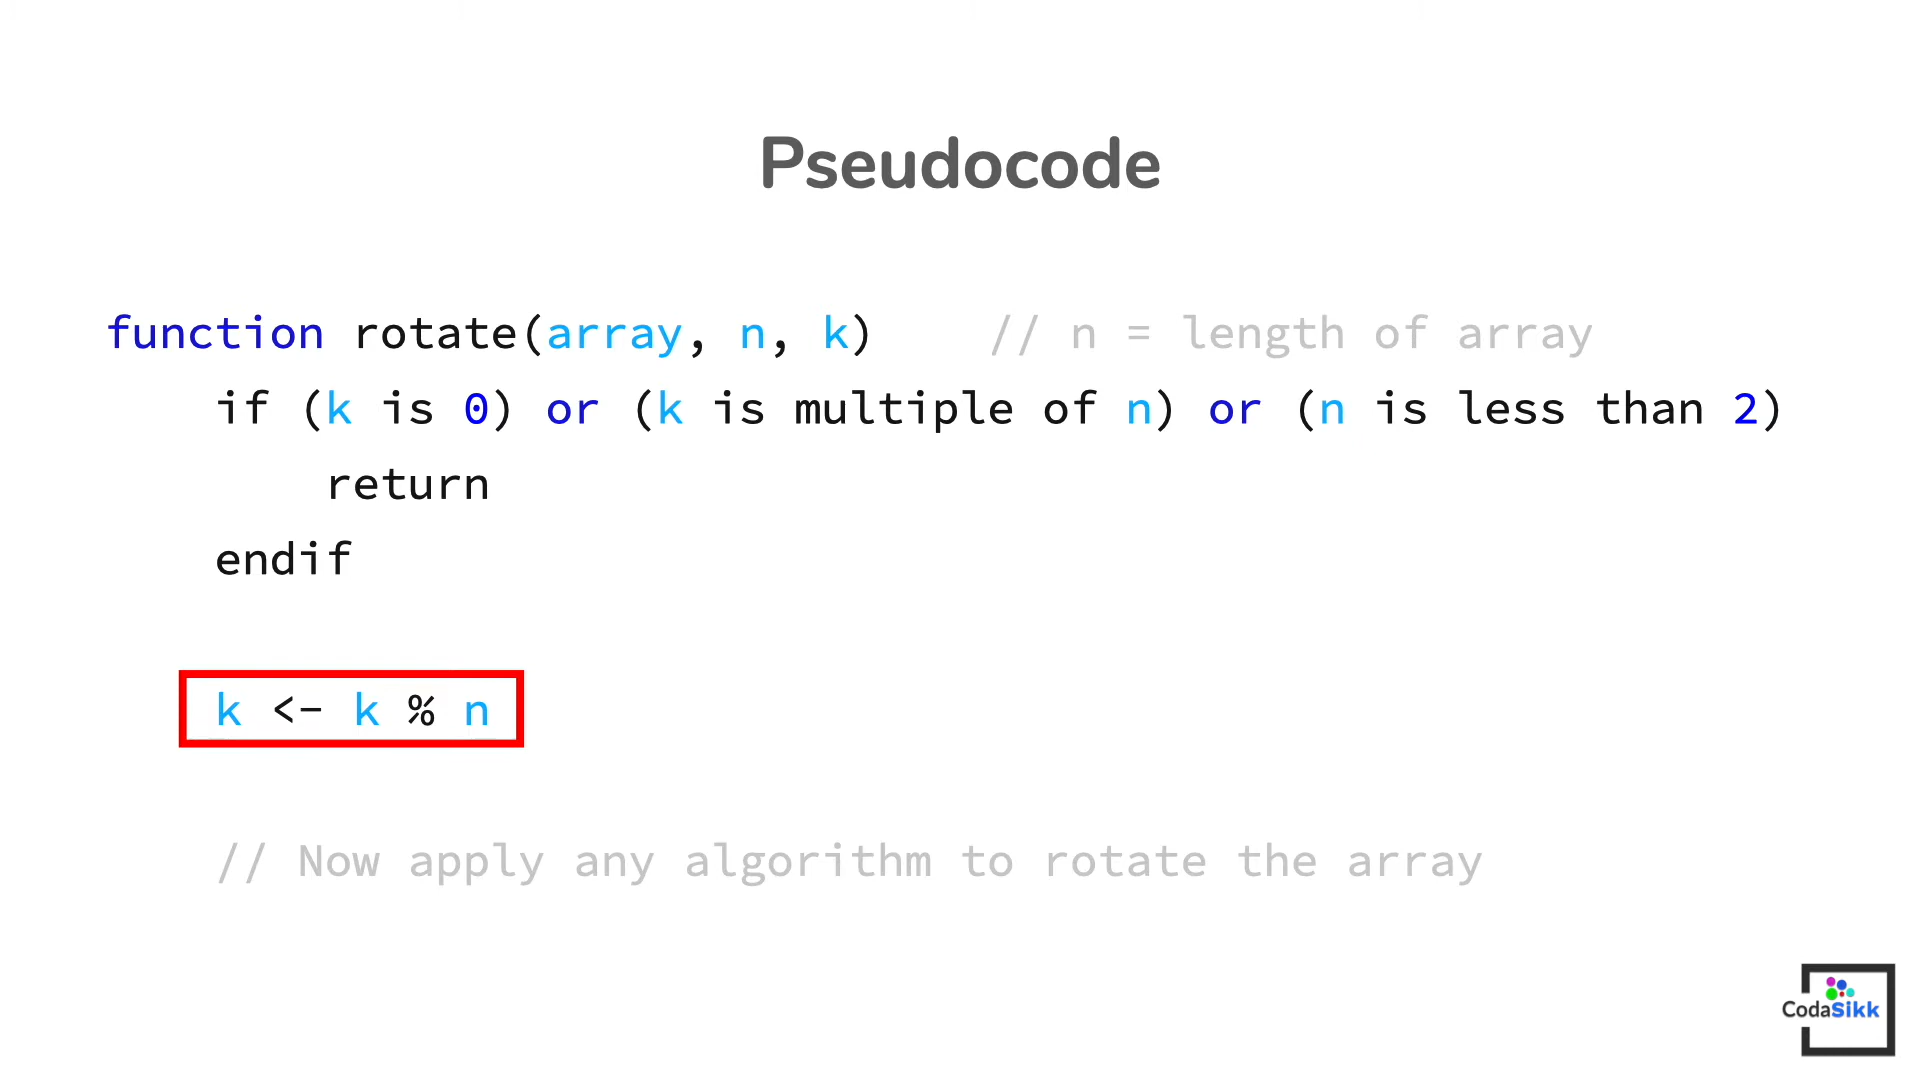 Pseudocode
function rotate(array, n, k)    // n = length of array
if (k is 0) or (k is multiple of n) or (n is less than 2)
return
endif
k <- k % n
// Now apply any algorithm to rotate the array
CodaSikk